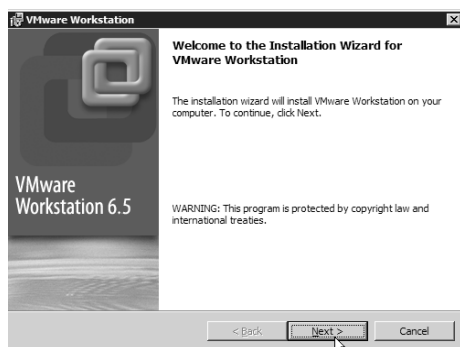 VMware Workstation
Welcome to the Installation Wizard for
VMware Workstation
The installation wizard will install VMware Workstation on your
computer. To continue, click Next.
VMware
Workstation 6.5
WARNING: This program is protected by copyright law and
international treaties.
< Back
Next >
Cancel